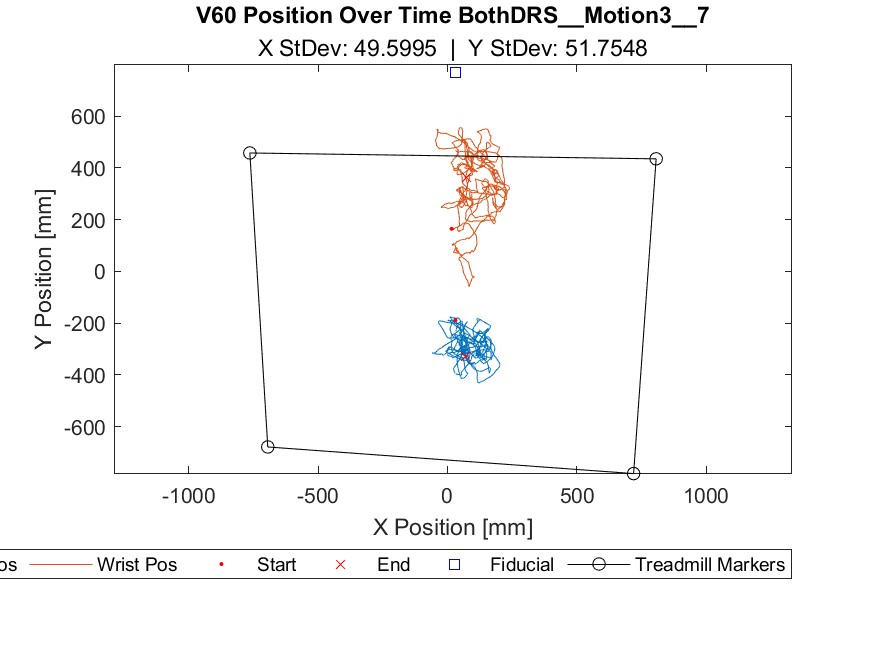 V60 Position Over Time BothDRS__Motion3__7
X StDev: 49.5995 | Y StDev: 51.7548
600
400
200
0
-200
-400
-600
Y Position [mm]
-1000 -500 0 500 1000
X Position [mm]
os Wrist Pos Start End Fiducial Treadmill Markers